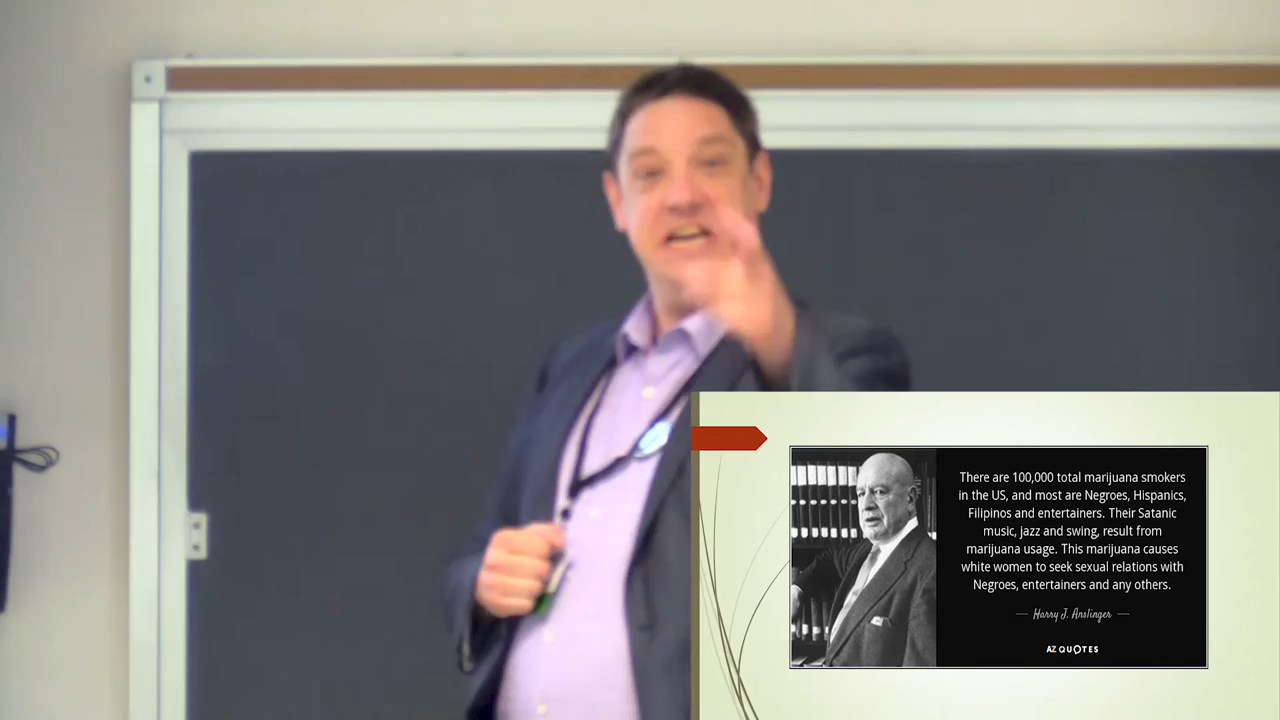 There are 100,000 total marijuana smokers
in the US, and most are Negroes, Hispanics,
Filipinos and entertainers. Their Satanic
music, jazz and swing, result from
marijuana usage. This marijuana causes
white women to seek sexual relations with
Negroes, entertainers and any others.
— Harry J. Anslinger —
AZ QUOTES